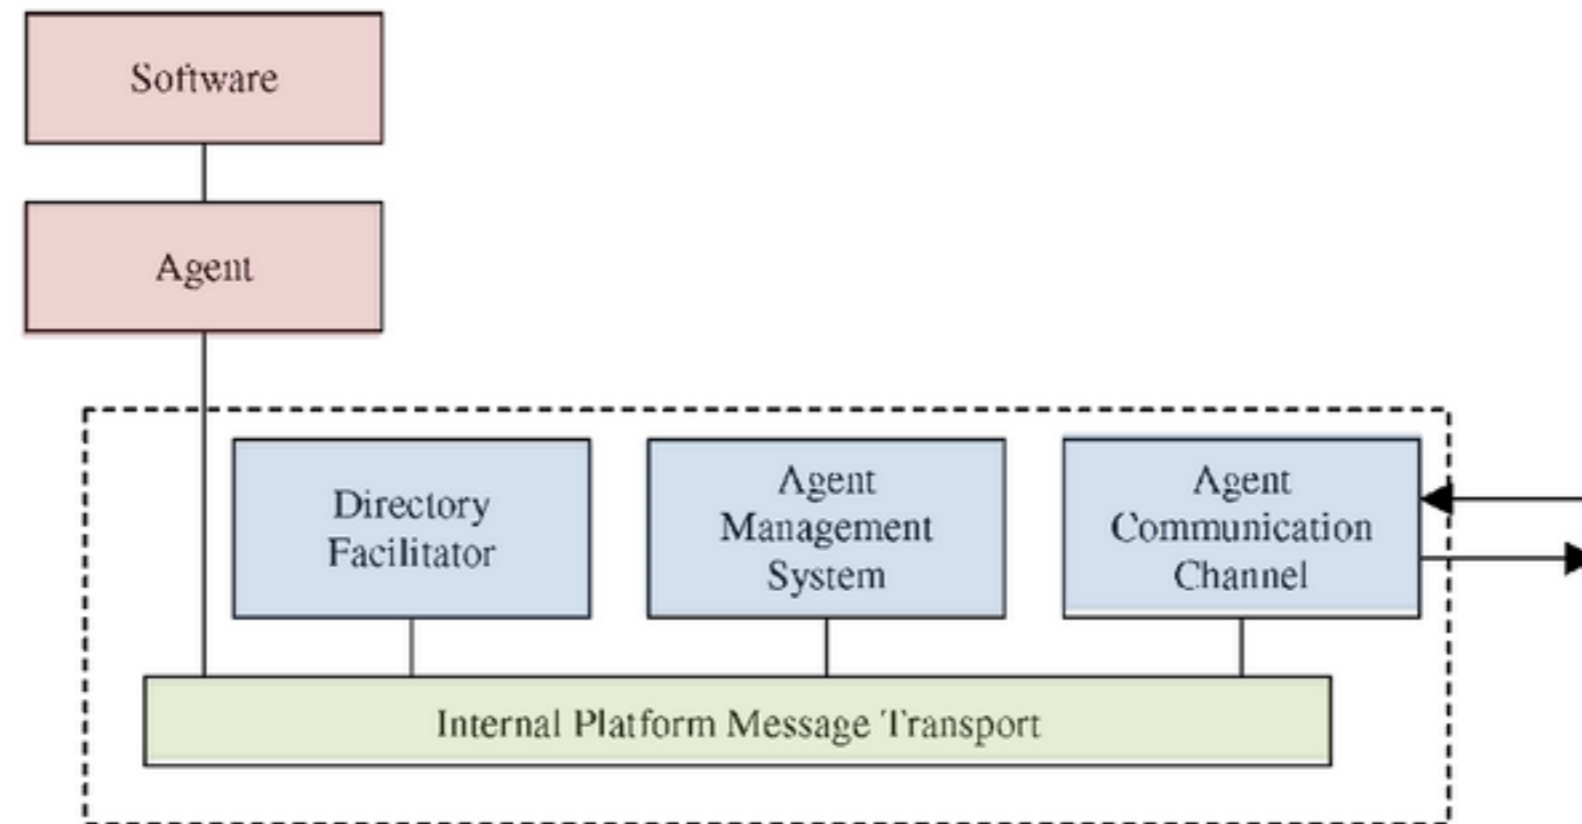 Software
Agent
Directory
Facilitator
Agent
Management
System
Agent
Communication
Channel
Internal Platform Message Transport